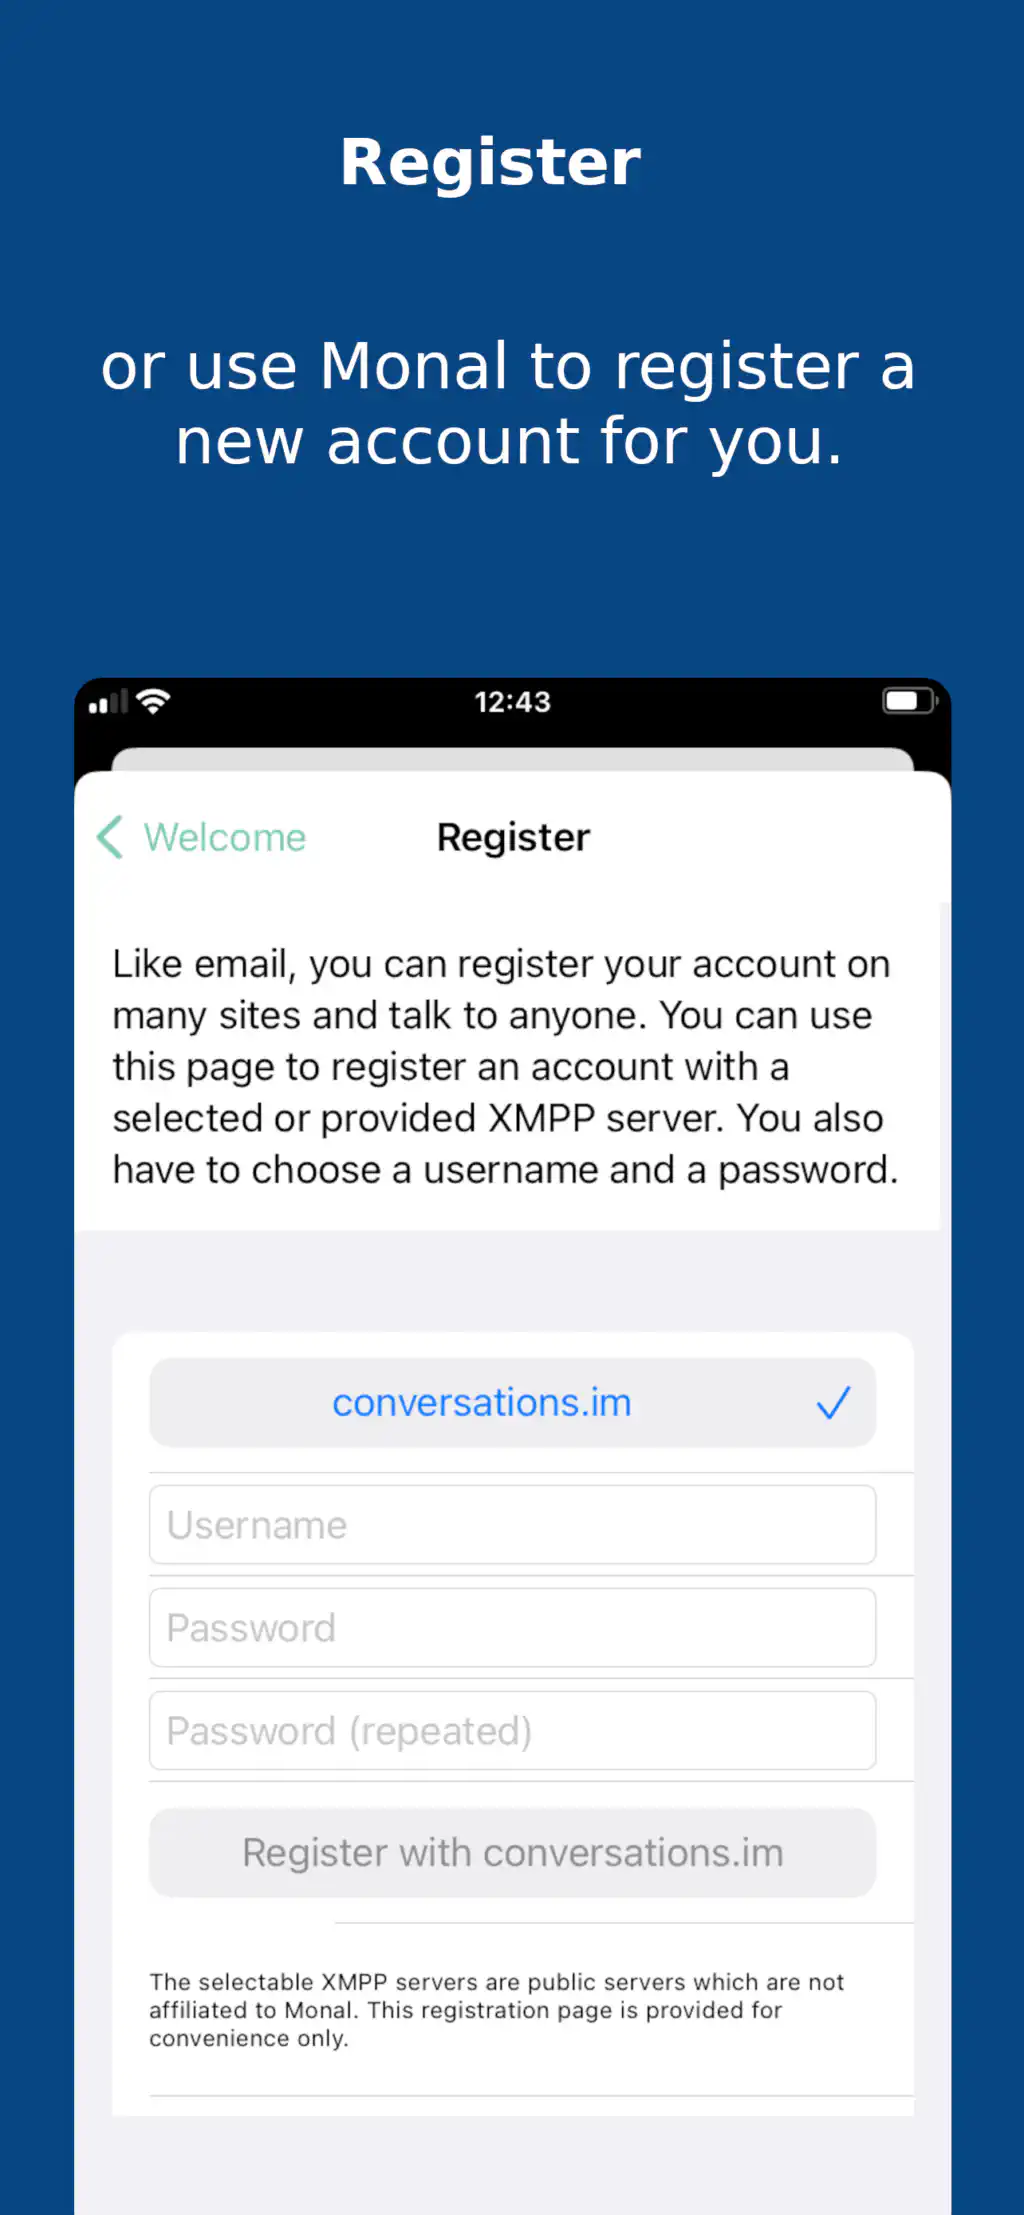 Register
or use Monal to register a
new account for you.
12:43
Welcome
Register
Like email, you can register your account on
many sites and talk to anyone. You can use
this page to register an account with a
selected or provided XMPP server. You also
have to choose a username and a password.
conversations.im
Username
Password
Password (repeated)
Register with conversations.im
The selectable XMPP servers are public servers which are not
affiliated to Monal. This registration page is provided for
convenience only.